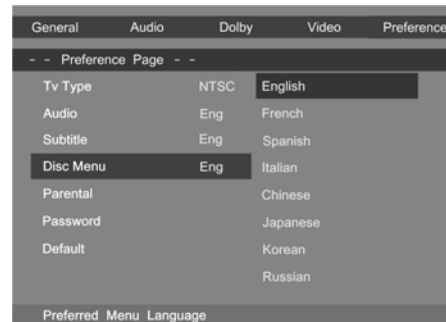 General Audio Dolby Video Preference
- - Preference Page - -
Tv Type NTSC English
Audio Eng French
Subtitle Eng Spanish
Disc Menu Eng Italian
Parental Chinese
Password Japanese
Default Korean
Russian
Preferred Menu Language